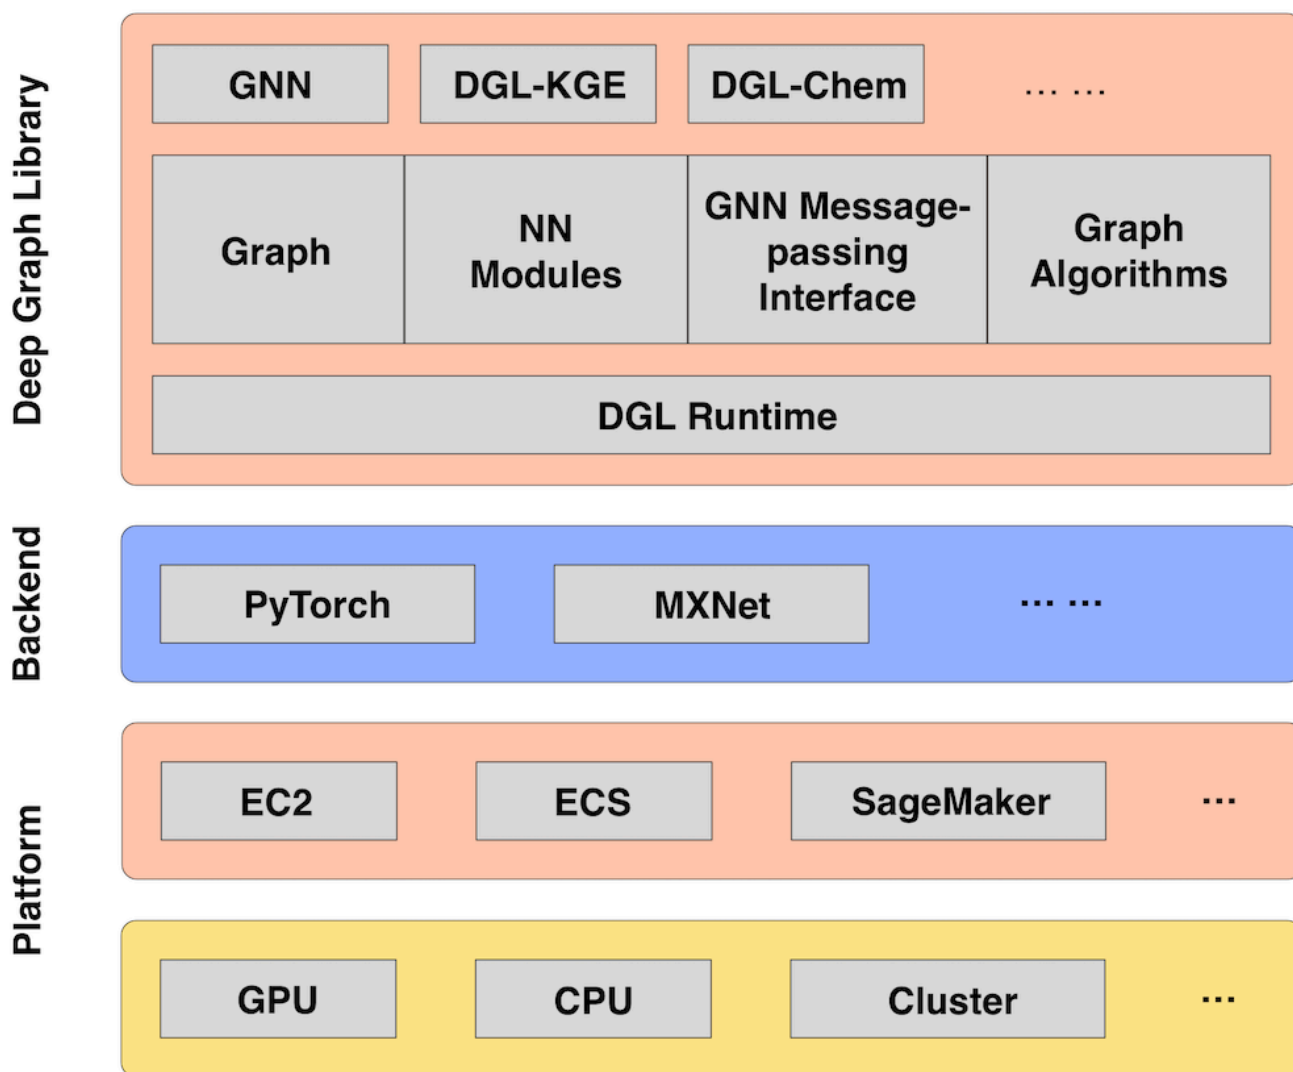 Deep Graph Library
GNN
DGL-KGE
DGL-Chem
... ...
Graph
NN
Modules
GNN Message-
passing
Interface
Graph
Algorithms
DGL Runtime
Backend
PyTorch
MXNet
... ...
Platform
EC2
ECS
SageMaker
...
GPU
CPU
Cluster
...